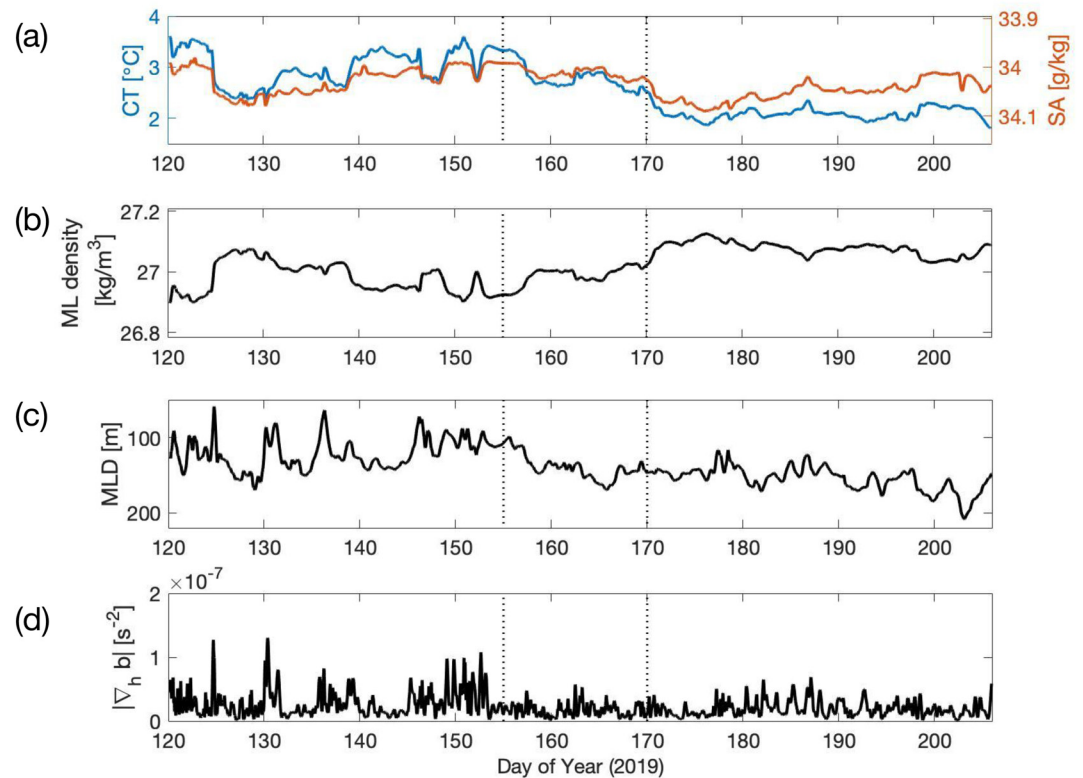 (a)
4
3
2
CT [°C]
33.9
34
34.1
SA [g/kg]
120 130 140 150 160 170 180 190 200
(b)
27.2
27
26.8
ML density
[kg/m³]
120 130 140 150 160 170 180 190 200
(c)
100
200
MLD [m]
120 130 140 150 160 170 180 190 200
(d)
×10⁻⁷
2
1
0
|∇ₕ b| [s⁻²]
120 130 140 150 160 170 180 190 200
Day of Year (2019)